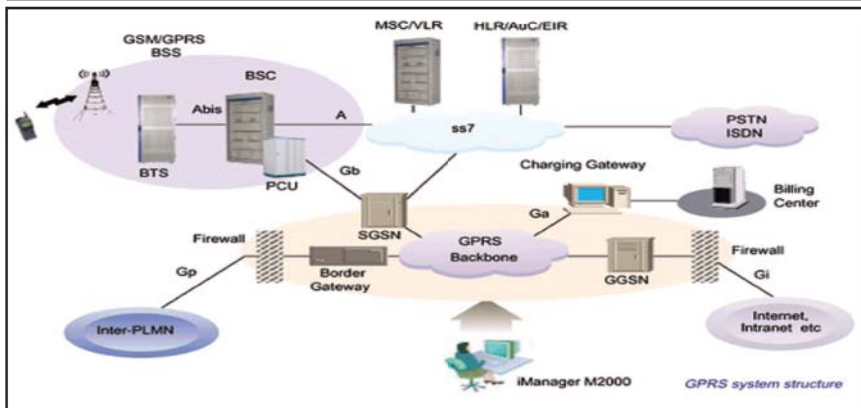 MSC/VLR
HLR/AuC/EIR
GSM/GPRS
BSS
BSC
Abis
A
ss7
PSTN
ISDN
BTS
PCU
Gb
Charging Gateway
Billing
Center
SGSN
Ga
Firewall
GPRS
Backbone
Firewall
Gp
Border
Gateway
GGSN
Gi
Inter-PLMN
Internet,
Intranet etc
iManager M2000
GPRS system structure